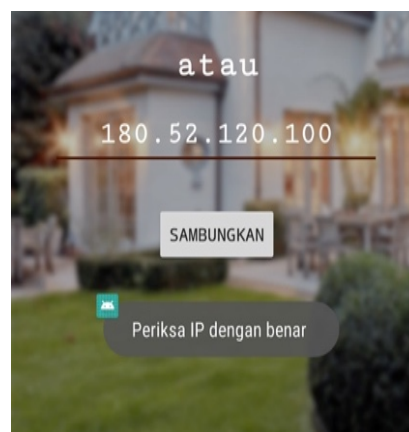 atau
180.52.120.100
SAMBUNGKAN
Periksa IP dengan benar